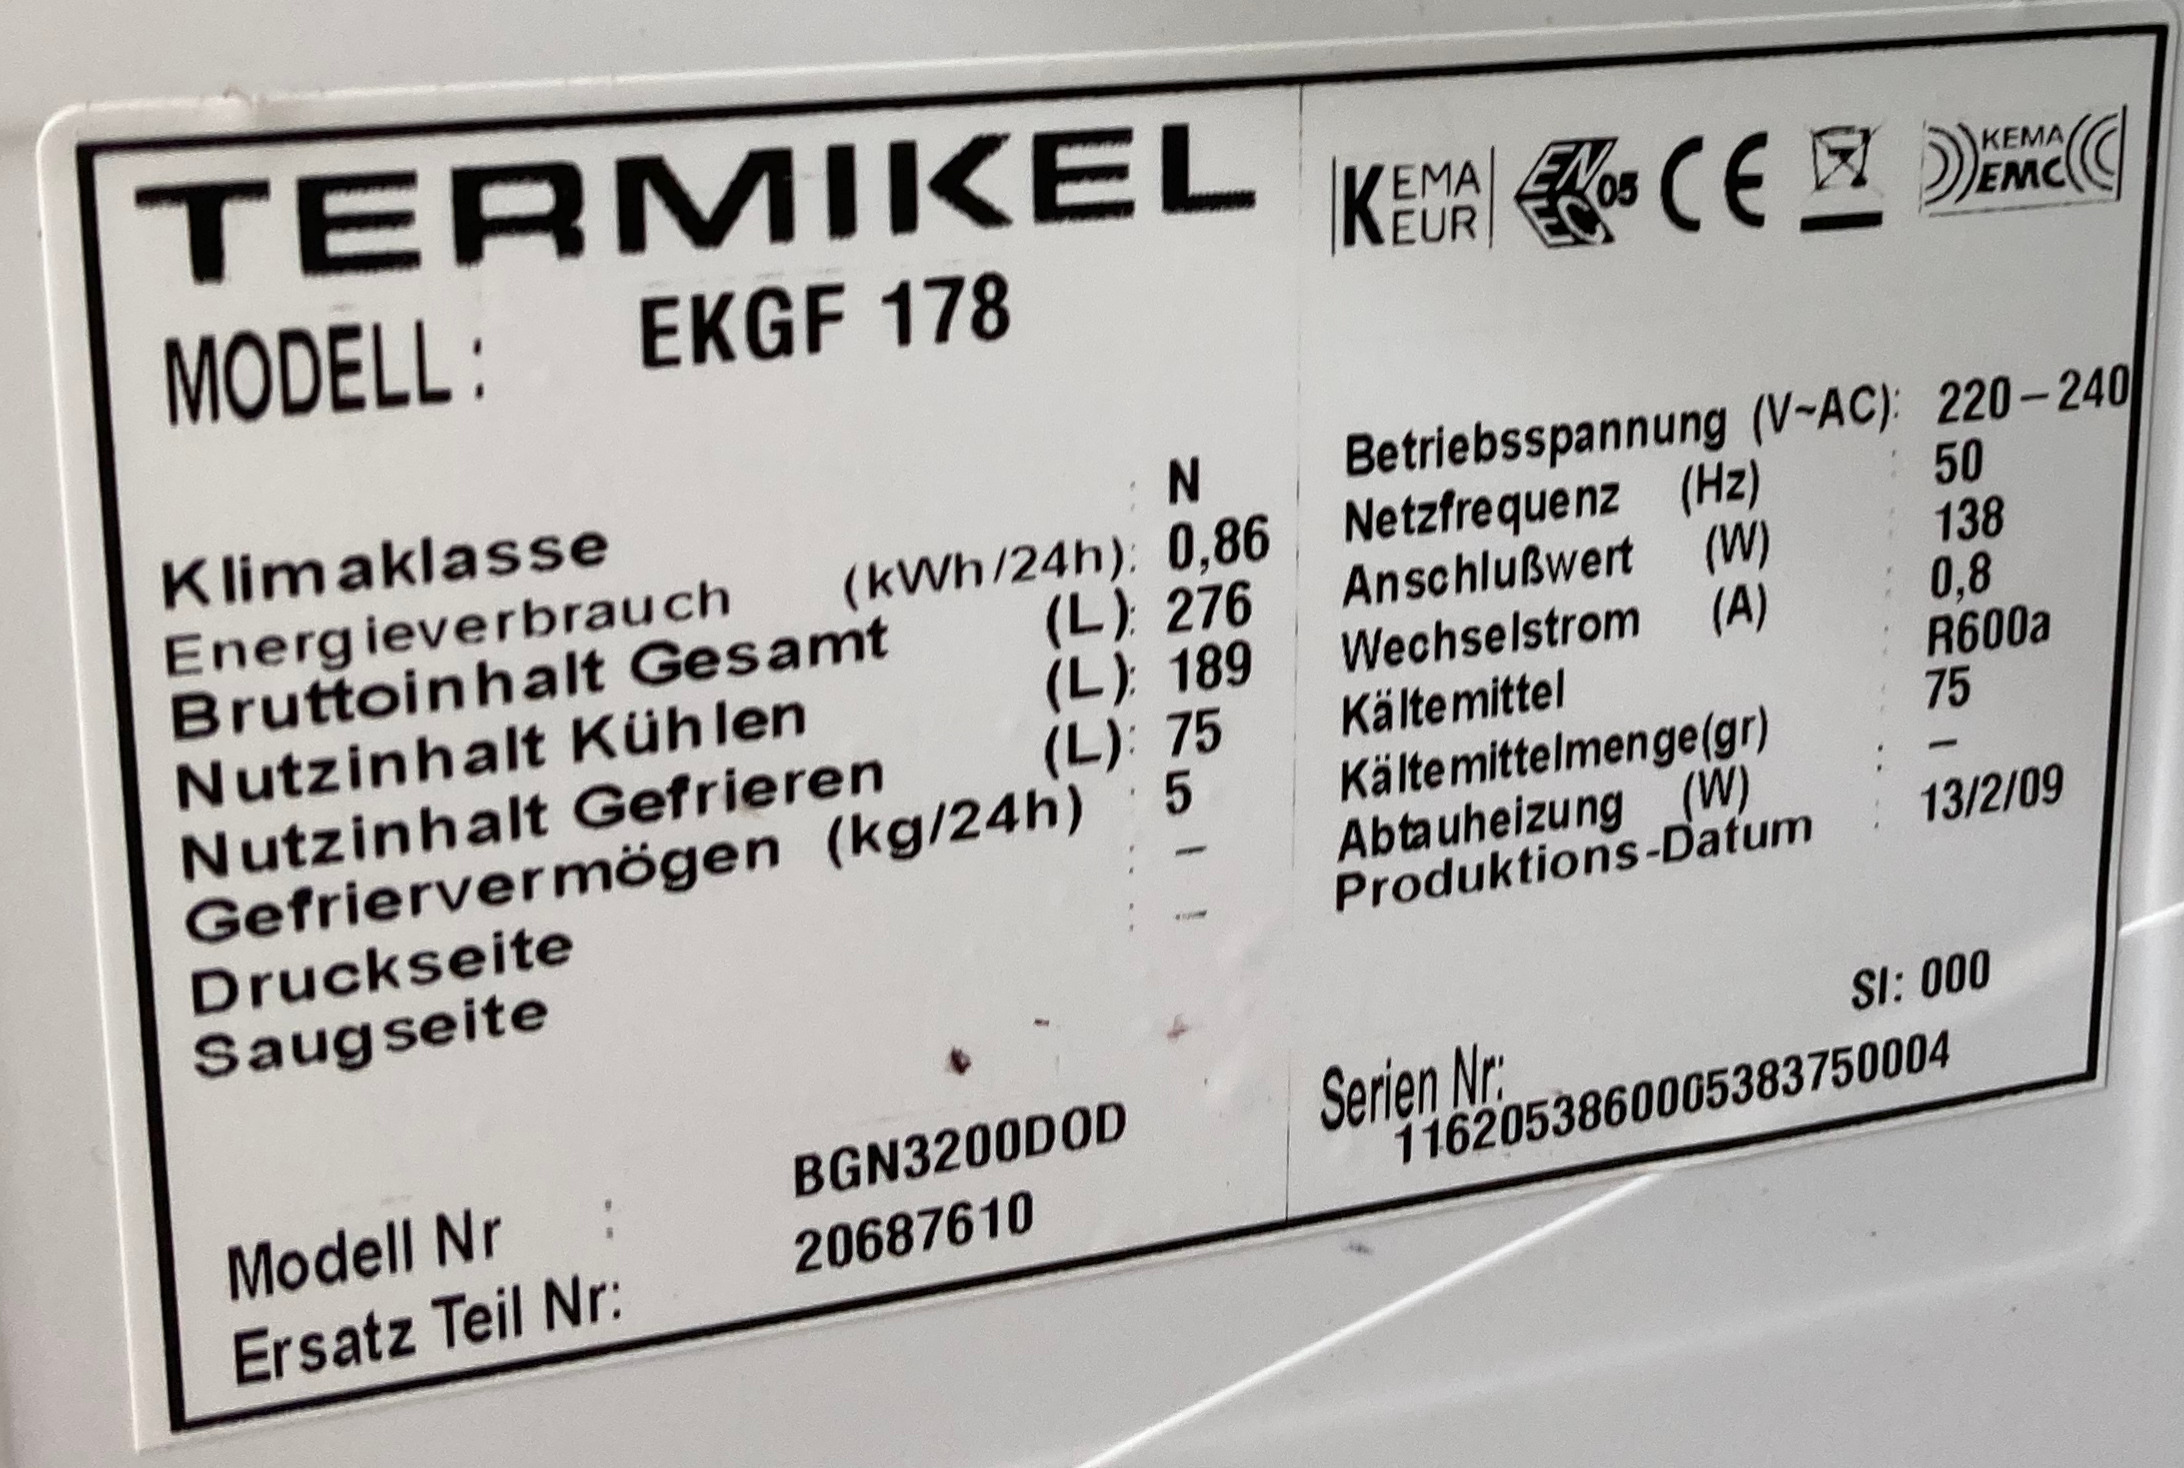 TERMIKEL
MODELL: EKGF 178
Klimaklasse : N
Energieverbrauch (kWh/24h): 0,86
Bruttoinhalt Gesamt (L): 276
Nutzinhalt Kühlen (L): 189
Nutzinhalt Gefrieren (L): 75
Gefriervermögen (kg/24h) : 5
Druckseite : –
Saugseite : –
Modell Nr : BGN3200DOD
Ersatz Teil Nr: 20687610
KEMA EUR
ENEC 05
CE
KEMA
EMC
Betriebsspannung (V~AC): 220–240
Netzfrequenz (Hz) : 50
Anschlußwert (W) : 138
Wechselstrom (A) : 0,8
Kältemittel : R600a
Kältemittelmenge(gr) : 75
Abtauheizung (W) : –
Produktions-Datum : 13/2/09
SI: 000
Serien Nr:
1162053860005383750004